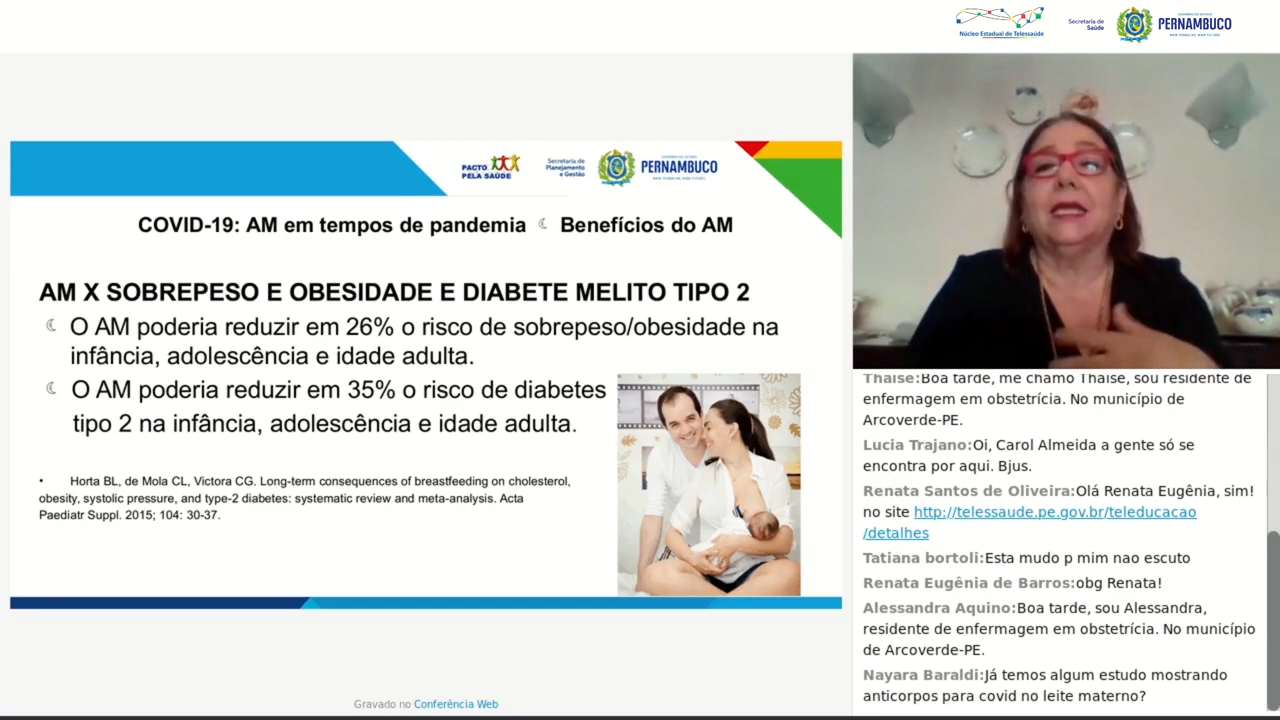 Núcleo Estadual de Telessaúde
Secretaria de
Saúde
GOVERNO DO ESTADO
PERNAMBUCO
MAIS TRABALHO, MAIS FUTURO
PACTO
PELA SAÚDE
Secretaria de
Planejamento
e Gestão
PERNAMBUCO
COVID-19: AM em tempos de pandemia Benefícios do AM
AM X SOBREPESO E OBESIDADE E DIABETE MELITO TIPO 2
O AM poderia reduzir em 26% o risco de sobrepeso/obesidade na
infância, adolescência e idade adulta.
O AM poderia reduzir em 35% o risco de diabetes
tipo 2 na infância, adolescência e idade adulta.
• Horta BL, de Mola CL, Victora CG. Long-term consequences of breastfeeding on cholesterol,
obesity, systolic pressure, and type-2 diabetes: systematic review and meta-analysis. Acta
Paediatr Suppl. 2015; 104: 30-37.
Gravado no Conferência Web
Thaise:Boa tarde, me chamo Thaise, sou residente de
enfermagem em obstetrícia. No município de
Arcoverde-PE.
Lucia Trajano:Oi, Carol Almeida a gente só se
encontra por aqui. Bjus.
Renata Santos de Oliveira:Olá Renata Eugênia, sim!
no site http://telessaude.pe.gov.br/teleducacao
/detalhes
Tatiana bortoli:Esta mudo p mim nao escuto
Renata Eugênia de Barros:obg Renata!
Alessandra Aquino:Boa tarde, sou Alessandra,
residente de enfermagem em obstetrícia. No município
de Arcoverde-PE.
Nayara Baraldi:Já temos algum estudo mostrando
anticorpos para covid no leite materno?